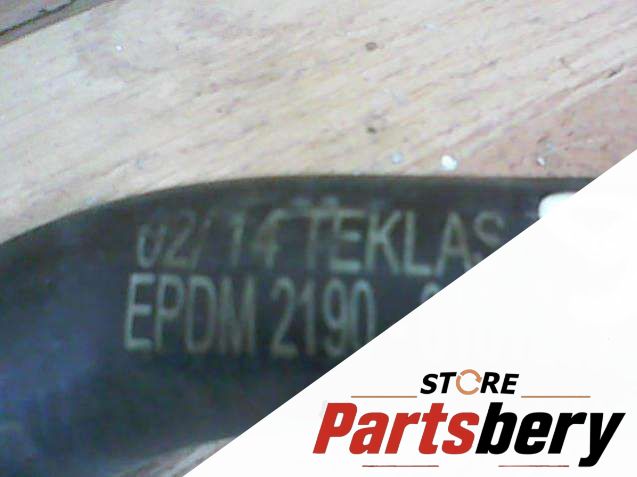 02/14 TEKLAS
EPDM 2190
STORE
Partsbery